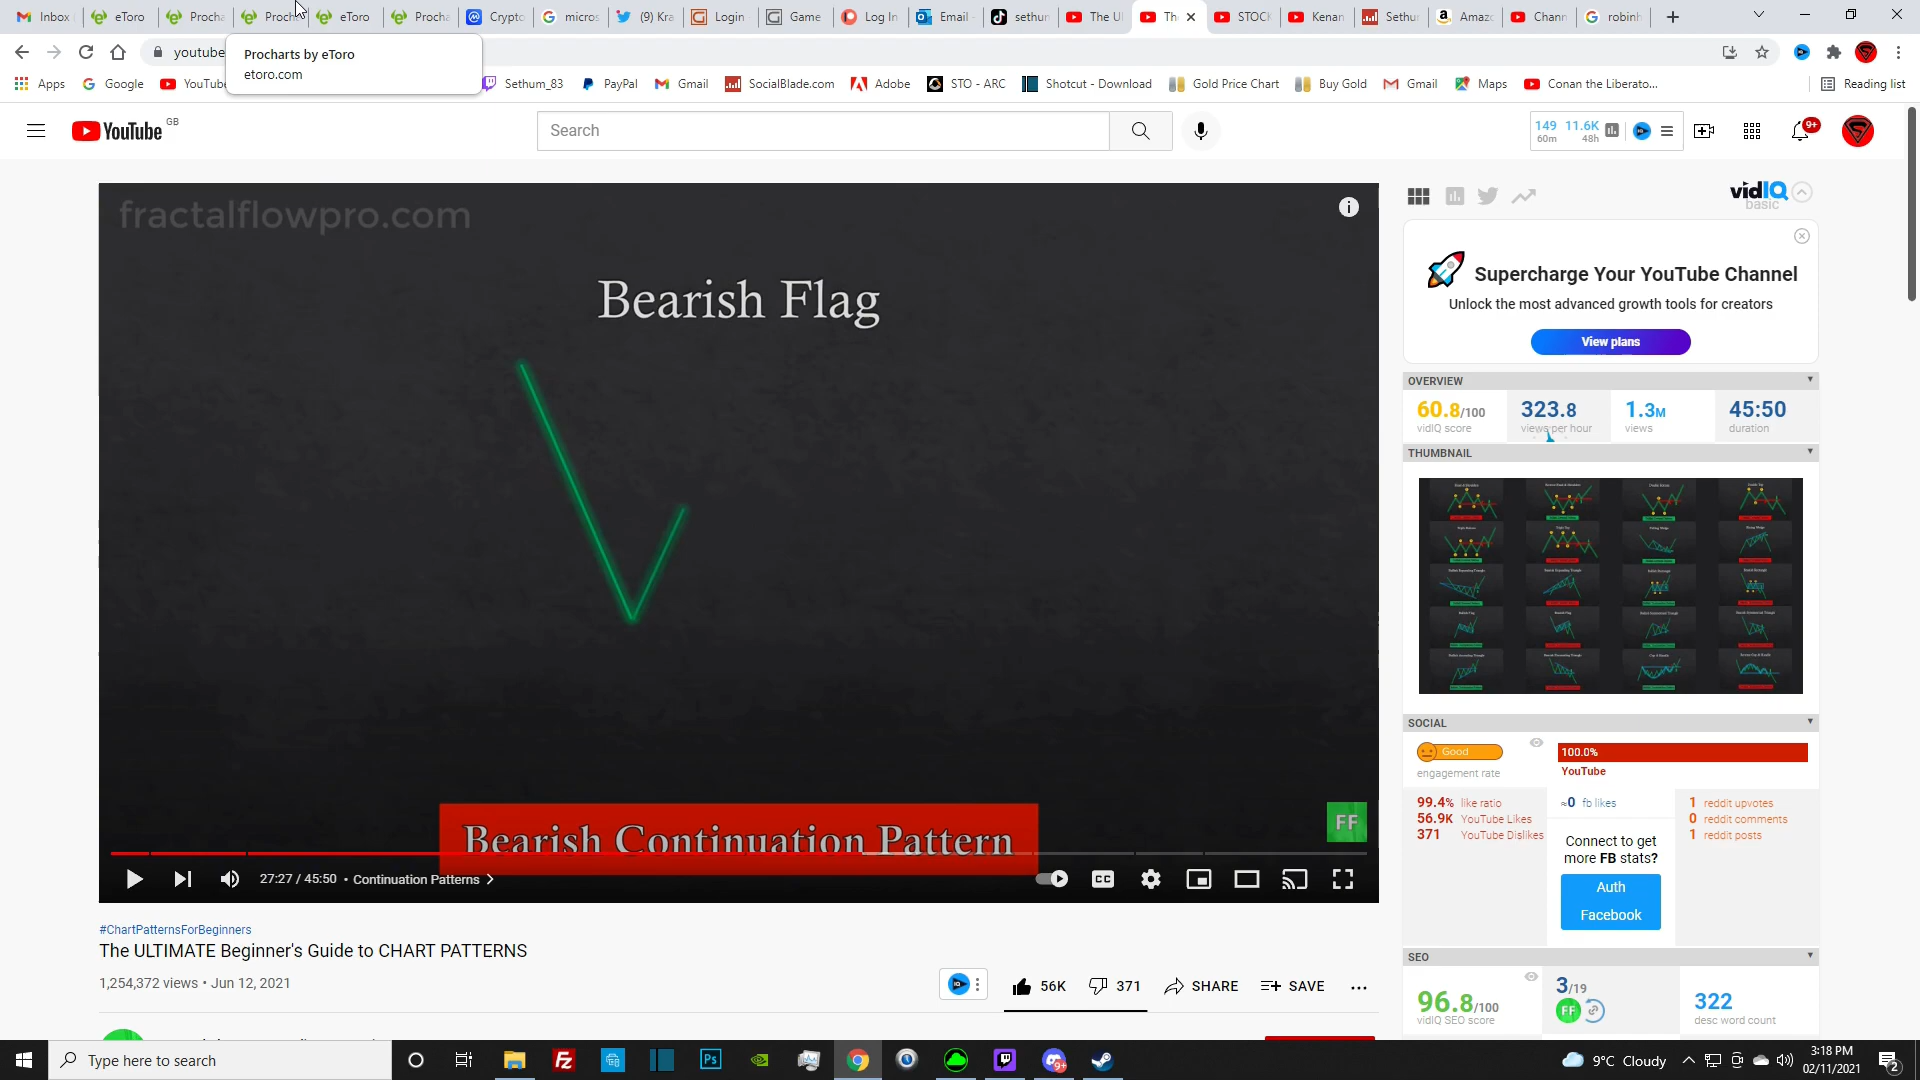 Inbox
eToro
Procha
Procha
eToro
Procha
Crypto
micros
(9) Kra
Login
Game
Log In
Email -
sethum
The Ul
Th
STOCK
Kenan
Sethu
Amazo
Chann
robinh
youtube
Procharts by eToro
etoro.com
Apps
Google
YouTube
Sethum_83
PayPal
Gmail
SocialBlade.com
Adobe
STO - ARC
Shotcut - Download
Gold Price Chart
Buy Gold
Gmail
Maps
Conan the Liberato...
Reading list
YouTube GB
Search
149 11.6K
60m 48h
9+
fractalflowpro.com
Bearish Flag
Bearish Continuation Pattern
FF
27:27 / 45:50 • Continuation Patterns
CC
#ChartPatternsForBeginners
The ULTIMATE Beginner's Guide to CHART PATTERNS
1,254,372 views • Jun 12, 2021
56K
371
SHARE
SAVE
vidIQ
basic
Supercharge Your YouTube Channel
Unlock the most advanced growth tools for creators
View plans
OVERVIEW
60.8/100
vidIQ score
323.8
views per hour
1.3M
views
45:50
duration
THUMBNAIL
SOCIAL
Good
engagement rate
100.0%
YouTube
99.4% like ratio
56.9K YouTube Likes
371 YouTube Dislikes
≈0 fb likes
Connect to get
more FB stats?
Auth
Facebook
1 reddit upvotes
0 reddit comments
1 reddit posts
SEO
96.8/100
vidIQ SEO score
3/19
FF
322
desc word count
Type here to search
Ps
9+
9°C Cloudy
3:18 PM
02/11/2021
2